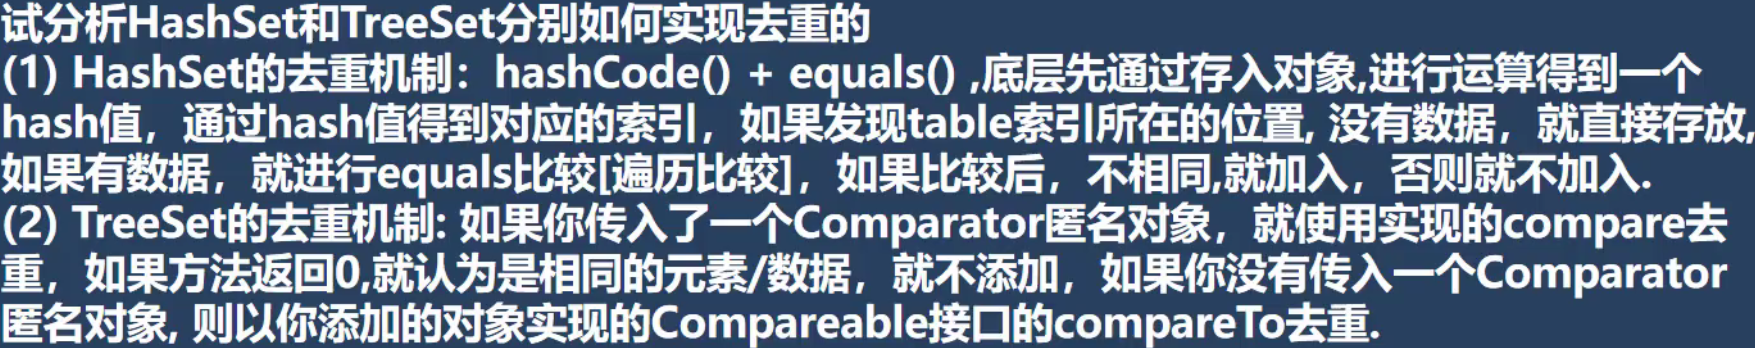 试分析HashSet和TreeSet分别如何实现去重的
(1) HashSet的去重机制：hashCode() + equals() ,底层先通过存入对象,进行运算得到一个
hash值，通过hash值得到对应的索引，如果发现table索引所在的位置, 没有数据，就直接存放,
如果有数据，就进行equals比较[遍历比较]，如果比较后，不相同,就加入，否则就不加入.
(2) TreeSet的去重机制: 如果你传入了一个Comparator匿名对象，就使用实现的compare去
重，如果方法返回0,就认为是相同的元素/数据，就不添加，如果你没有传入一个Comparator
匿名对象, 则以你添加的对象实现的Compareable接口的compareTo去重.